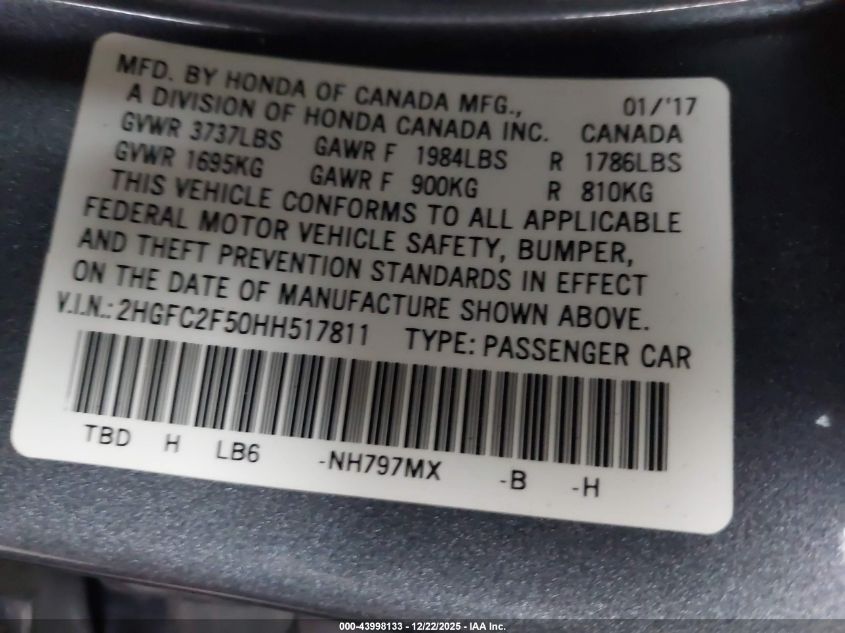 MFD. BY HONDA OF CANADA MFG., 01/'17
A DIVISION OF HONDA CANADA INC. CANADA
GVWR 3737LBS GAWR F 1984LBS R 1786LBS
GVWR 1695KG GAWR F 900KG R 810KG
THIS VEHICLE CONFORMS TO ALL APPLICABLE
FEDERAL MOTOR VEHICLE SAFETY, BUMPER,
AND THEFT PREVENTION STANDARDS IN EFFECT
ON THE DATE OF MANUFACTURE SHOWN ABOVE.
V.I.N.: 2HGFC2F50HH517811 TYPE: PASSENGER CAR
TBD H LB6 -NH797MX -B -H
000-43998133 - 12/22/2025 - IAA Inc.